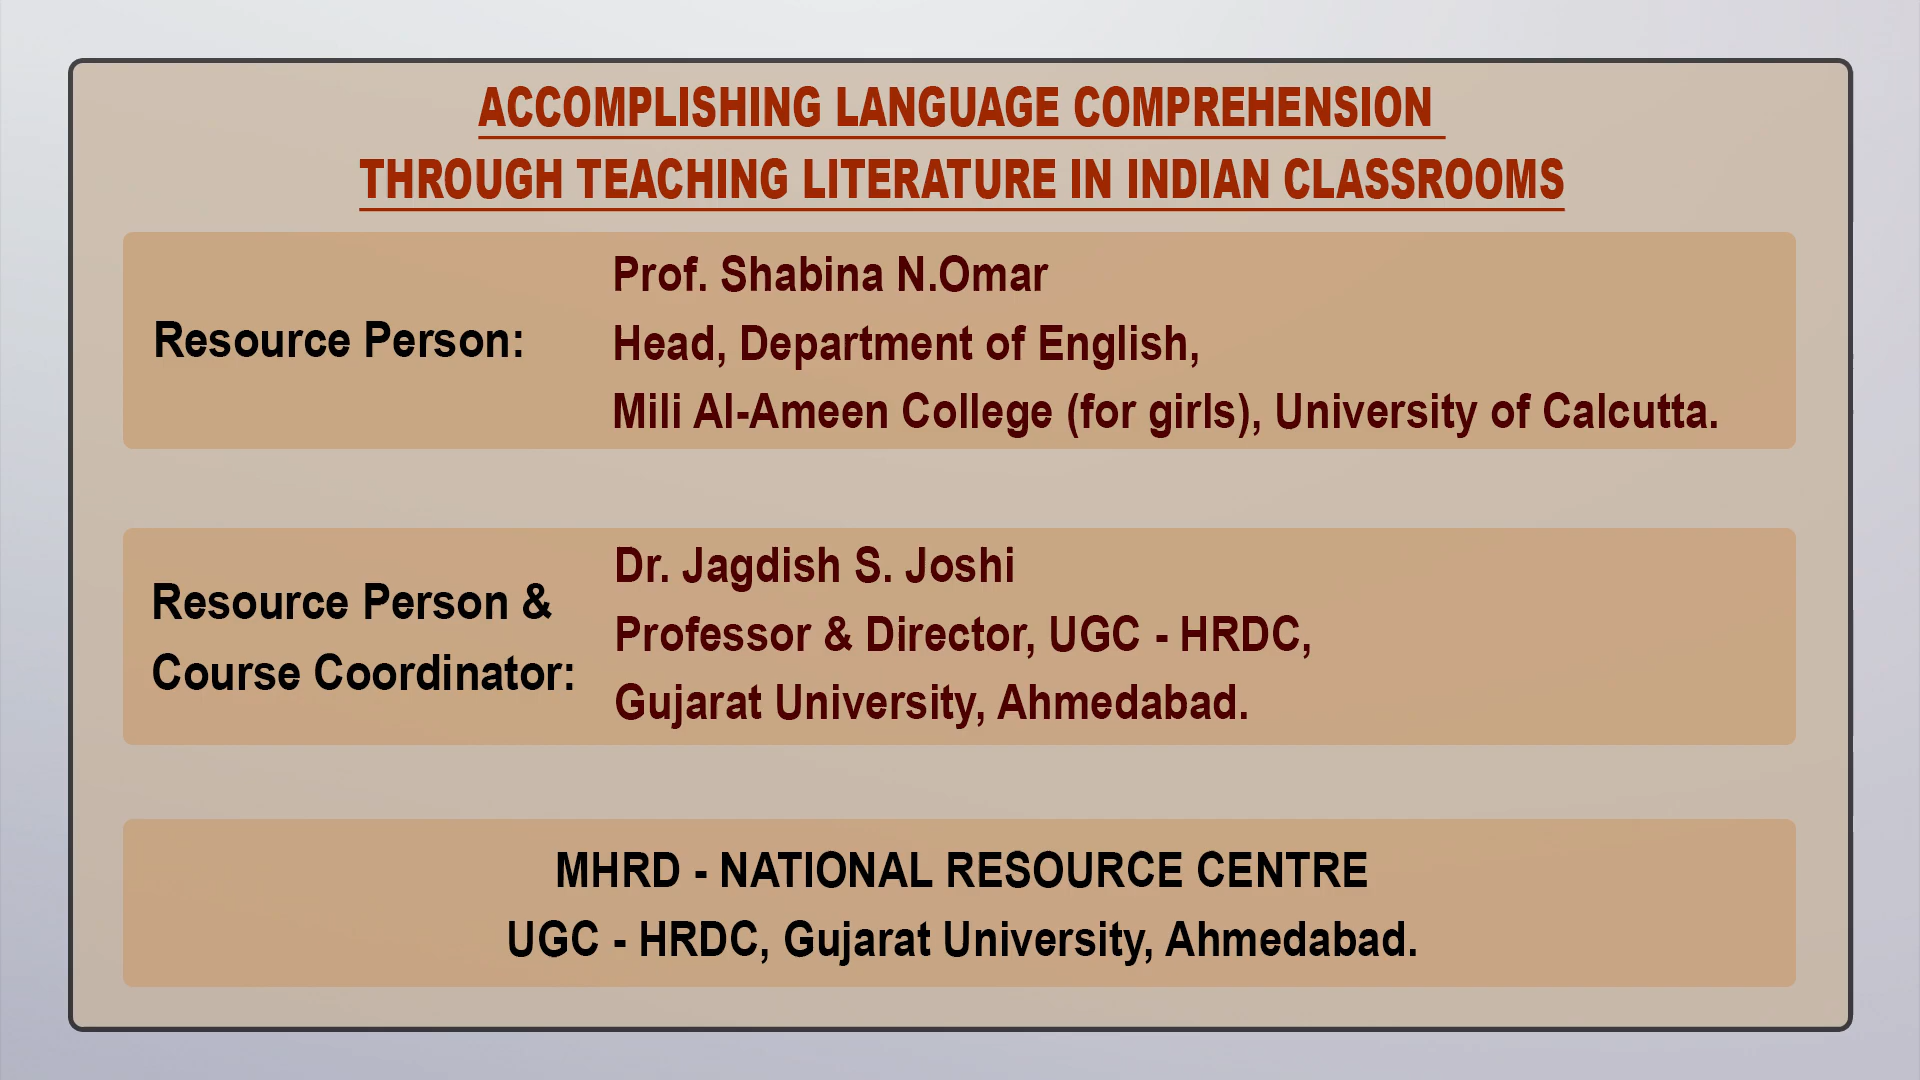 ACCOMPLISHING LANGUAGE COMPREHENSION
THROUGH TEACHING LITERATURE IN INDIAN CLASSROOMS
Resource Person:
Prof. Shabina N.Omar
Head, Department of English,
Mili Al-Ameen College (for girls), University of Calcutta.
Resource Person &
Course Coordinator:
Dr. Jagdish S. Joshi
Professor & Director, UGC - HRDC,
Gujarat University, Ahmedabad.
MHRD - NATIONAL RESOURCE CENTRE
UGC - HRDC, Gujarat University, Ahmedabad.